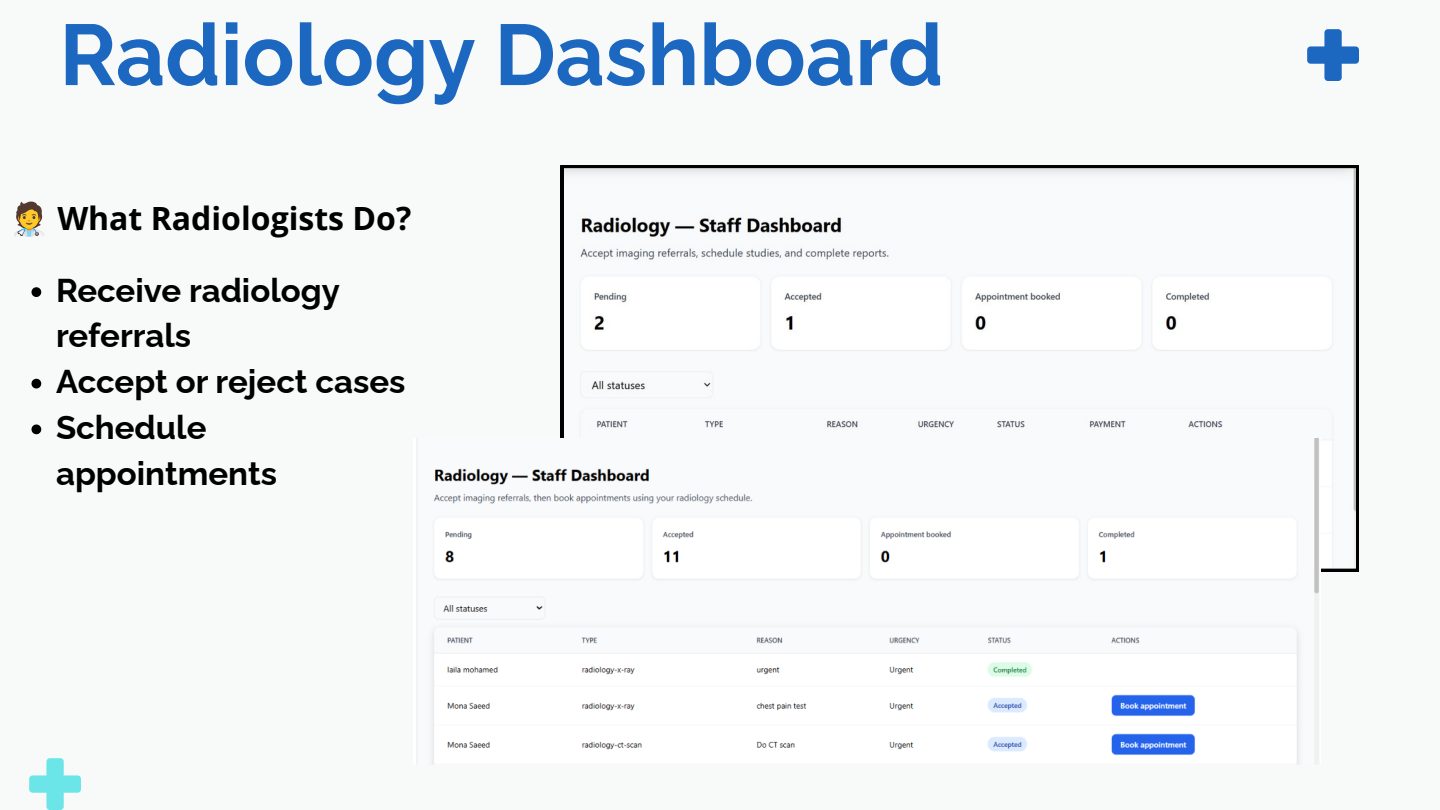 Radiology Dashboard
🧑‍⚕️ What Radiologists Do?
• Receive radiology
referrals
• Accept or reject cases
• Schedule
appointments
Radiology — Staff Dashboard
Accept imaging referrals, schedule studies, and complete reports.
Pending Accepted Appointment booked Completed
2 1 0 0
All statuses
PATIENT TYPE REASON URGENCY STATUS PAYMENT ACTIONS
Radiology — Staff Dashboard
Accept imaging referrals, then book appointments using your radiology schedule.
Pending Accepted Appointment booked Completed
8 11 0 1
All statuses
PATIENT TYPE REASON URGENCY STATUS ACTIONS
laila mohamed radiology-x-ray urgent Urgent Completed
Mona Saeed radiology-x-ray chest pain test Urgent Accepted Book appointment
Mona Saeed radiology-ct-scan Do CT scan Urgent Accepted Book appointment